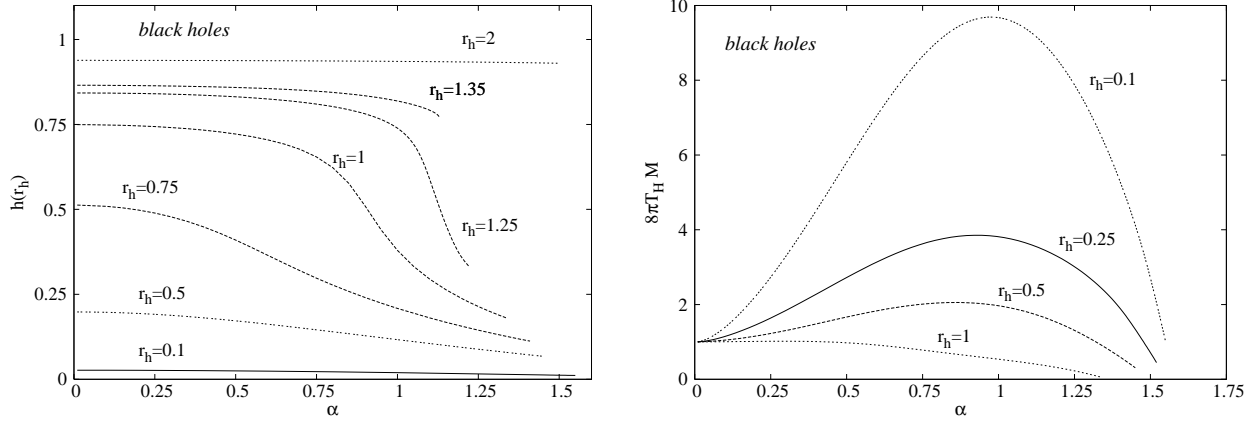 black holes
r_h=2
r_h=1.35
r_h=1
r_h=0.75
r_h=1.25
r_h=0.5
r_h=0.1
h(r_h)
1
0.75
0.5
0.25
0
0 0.25 0.5 0.75 1 1.25 1.5
α
black holes
r_h=0.1
r_h=0.25
r_h=0.5
r_h=1
8πT_H M
10
8
6
4
2
0
0 0.25 0.5 0.75 1 1.25 1.5 1.75
α